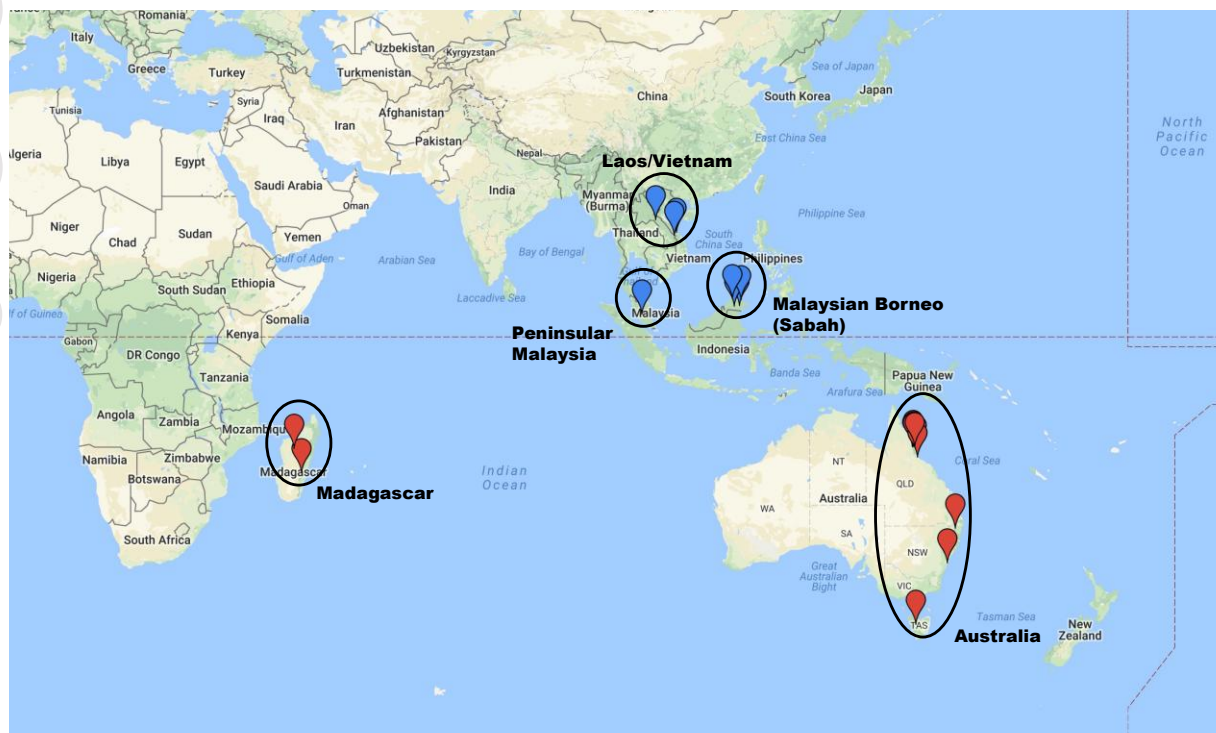 Romania
Italy
Greece
Turkey
Uzbekistan
Kyrgyzstan
Turkmenistan
Sea of Japan
Japan
South Korea
China
Tunisia
Syria
Iraq
Iran
Afghanistan
Pakistan
East China Sea
North
Pacific
Ocean
Algeria
Libya
Egypt
Nepal
Laos/Vietnam
Saudi Arabia
India
Myanmar
(Burma)
Oman
Niger
Chad
Sudan
Yemen
Gulf of Aden
Arabian Sea
Bay of Bengal
Thailand
South
China Sea
Philippine Sea
Vietnam
Philippines
Nigeria
South Sudan
Ethiopia
Laccadive Sea
Malaysia
Malaysian Borneo
(Sabah)
Somalia
Peninsular
Malaysia
Gabon
Kenya
DR Congo
Indonesia
Tanzania
Banda Sea
Papua New
Guinea
Arafura Sea
Angola
Zambia
Mozambique
Namibia
Zimbabwe
Botswana
Madagascar
Madagascar
Indian
Ocean
NT
Coral Sea
QLD
Australia
WA
SA
South Africa
NSW
Great
Australian
Bight
VIC
TAS
Tasman Sea
New
Zealand
Australia